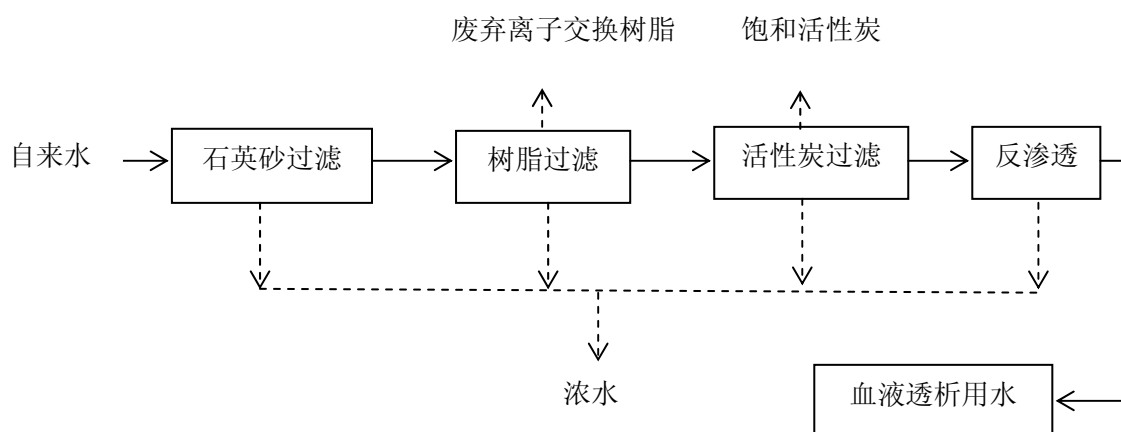 废弃离子交换树脂
饱和活性炭
自来水
石英砂过滤
树脂过滤
活性炭过滤
反渗透
浓水
血液透析用水